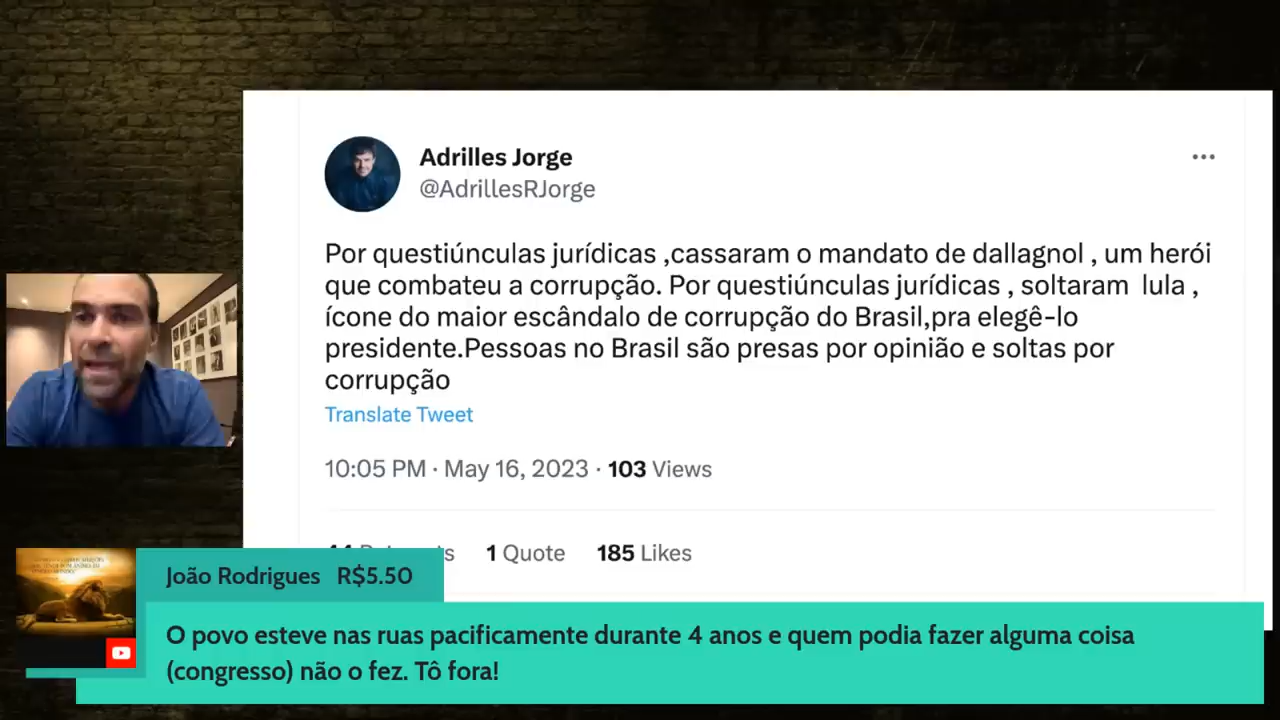 Adrilles Jorge
@AdrillesRJorge
Por questiúnculas jurídicas ,cassaram o mandato de dallagnol , um herói
que combateu a corrupção. Por questiúnculas jurídicas , soltaram lula ,
ícone do maior escândalo de corrupção do Brasil,pra elegê-lo
presidente.Pessoas no Brasil são presas por opinião e soltas por
corrupção
Translate Tweet
10:05 PM · May 16, 2023 · 103 Views
1 Quote 185 Likes
João Rodrigues R$5.50
O povo esteve nas ruas pacificamente durante 4 anos e quem podia fazer alguma coisa
(congresso) não o fez. Tô fora!